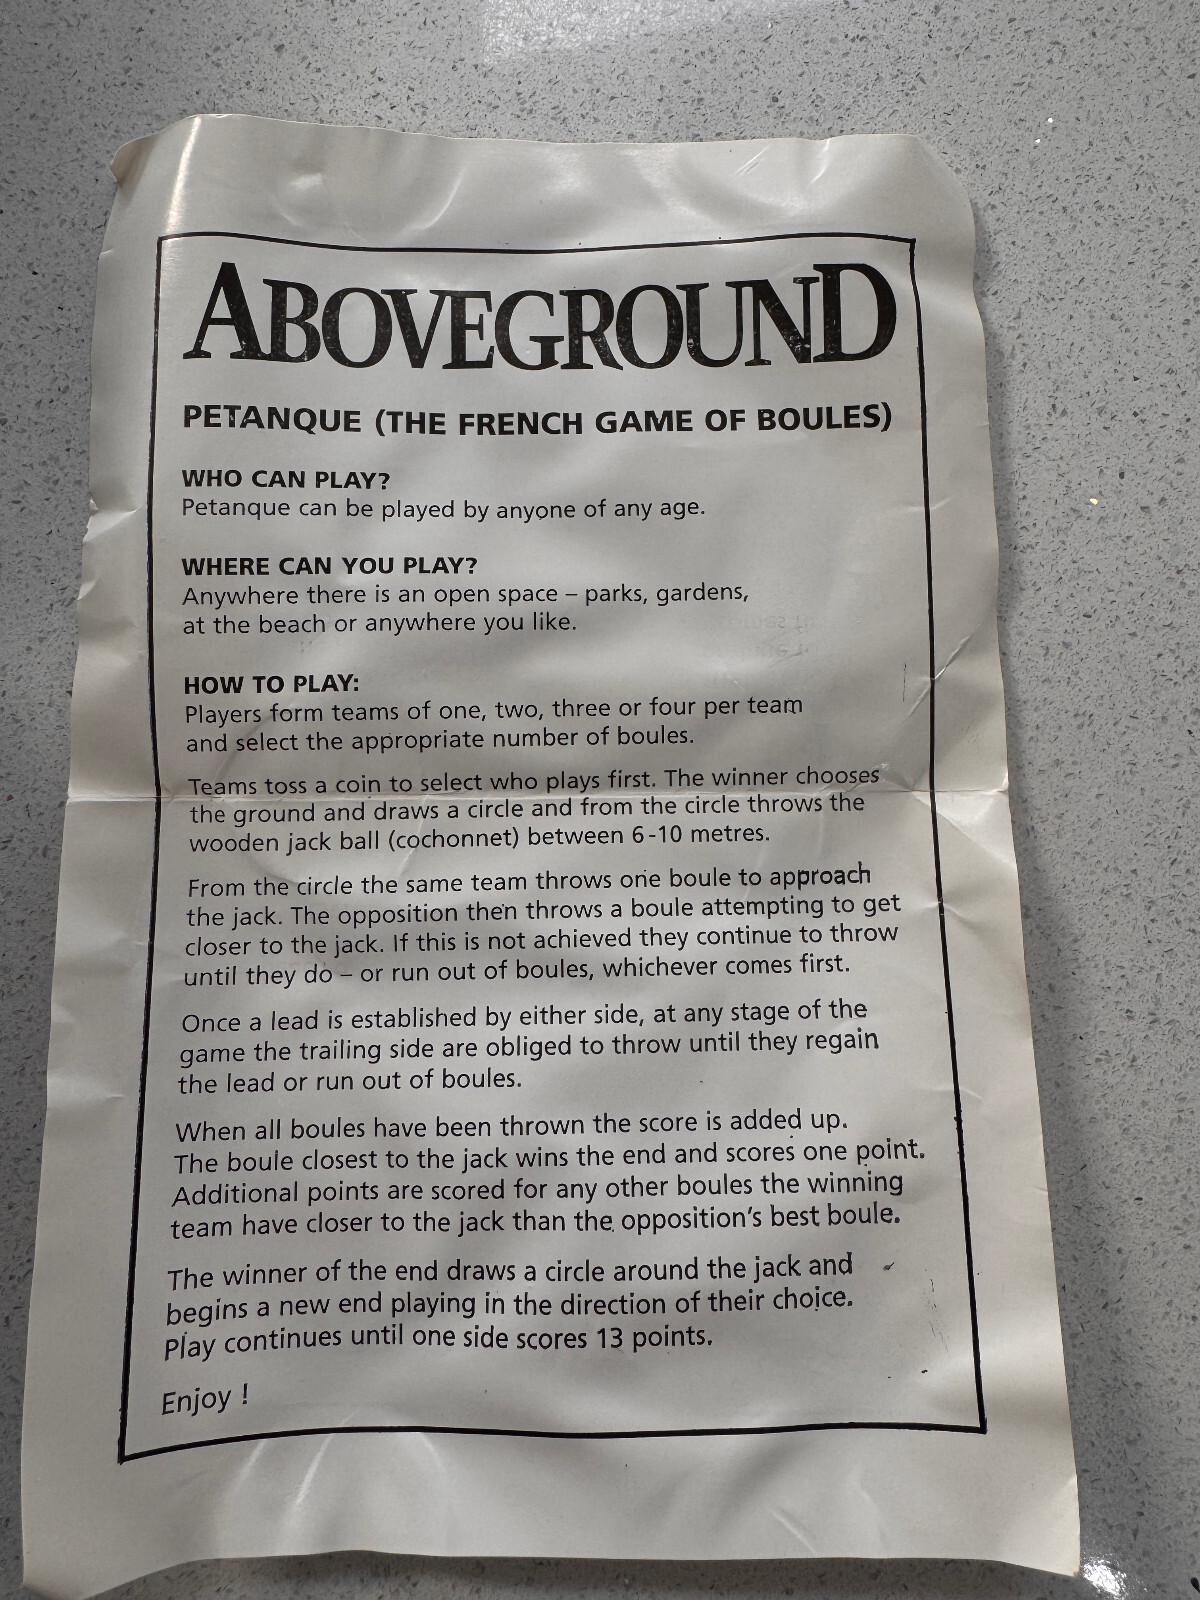 ABOVEGROUND
PETANQUE (THE FRENCH GAME OF BOULES)
WHO CAN PLAY?
Petanque can be played by anyone of any age.
WHERE CAN YOU PLAY?
Anywhere there is an open space – parks, gardens,
at the beach or anywhere you like.
HOW TO PLAY:
Players form teams of one, two, three or four per team
and select the appropriate number of boules.
Teams toss a coin to select who plays first. The winner chooses
the ground and draws a circle and from the circle throws the
wooden jack ball (cochonnet) between 6-10 metres.
From the circle the same team throws one boule to approach
the jack. The opposition then throws a boule attempting to get
closer to the jack. If this is not achieved they continue to throw
until they do – or run out of boules, whichever comes first.
Once a lead is established by either side, at any stage of the
game the trailing side are obliged to throw until they regain
the lead or run out of boules.
When all boules have been thrown the score is added up.
The boule closest to the jack wins the end and scores one point.
Additional points are scored for any other boules the winning
team have closer to the jack than the opposition's best boule.
The winner of the end draws a circle around the jack and
begins a new end playing in the direction of their choice.
Play continues until one side scores 13 points.
Enjoy !